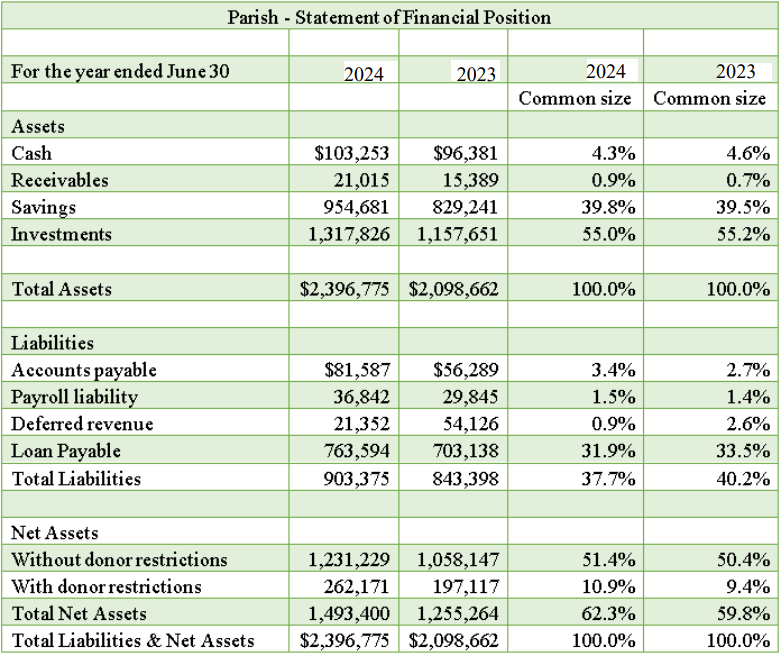 Parish - Statement of Financial Position
For the year ended June 30 2024 2023 2024 2023
Common size Common size
Assets
Cash $103,253 $96,381 4.3% 4.6%
Receivables 21,015 15,389 0.9% 0.7%
Savings 954,681 829,241 39.8% 39.5%
Investments 1,317,826 1,157,651 55.0% 55.2%
Total Assets $2,396,775 $2,098,662 100.0% 100.0%
Liabilities
Accounts payable $81,587 $56,289 3.4% 2.7%
Payroll liability 36,842 29,845 1.5% 1.4%
Deferred revenue 21,352 54,126 0.9% 2.6%
Loan Payable 763,594 703,138 31.9% 33.5%
Total Liabilities 903,375 843,398 37.7% 40.2%
Net Assets
Without donor restrictions 1,231,229 1,058,147 51.4% 50.4%
With donor restrictions 262,171 197,117 10.9% 9.4%
Total Net Assets 1,493,400 1,255,264 62.3% 59.8%
Total Liabilities & Net Assets $2,396,775 $2,098,662 100.0% 100.0%